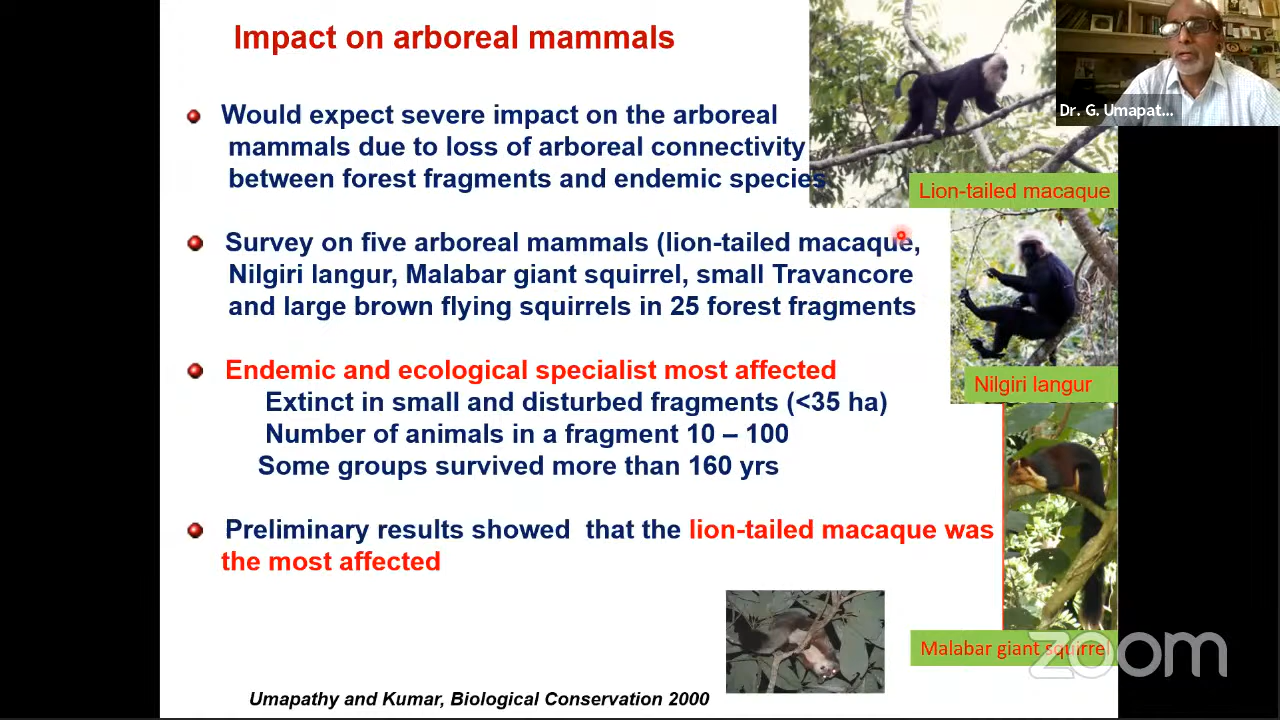 Impact on arboreal mammals
Would expect severe impact on the arboreal
mammals due to loss of arboreal connectivity
between forest fragments and endemic species
Survey on five arboreal mammals (lion-tailed macaque,
Nilgiri langur, Malabar giant squirrel, small Travancore
and large brown flying squirrels in 25 forest fragments
Endemic and ecological specialist most affected
Extinct in small and disturbed fragments (<35 ha)
Number of animals in a fragment 10 – 100
Some groups survived more than 160 yrs
Preliminary results showed that the lion-tailed macaque was
the most affected
Umapathy and Kumar, Biological Conservation 2000
Dr. G. Umapat...
Lion-tailed macaque
Nilgiri langur
Malabar giant squirrel
zoom